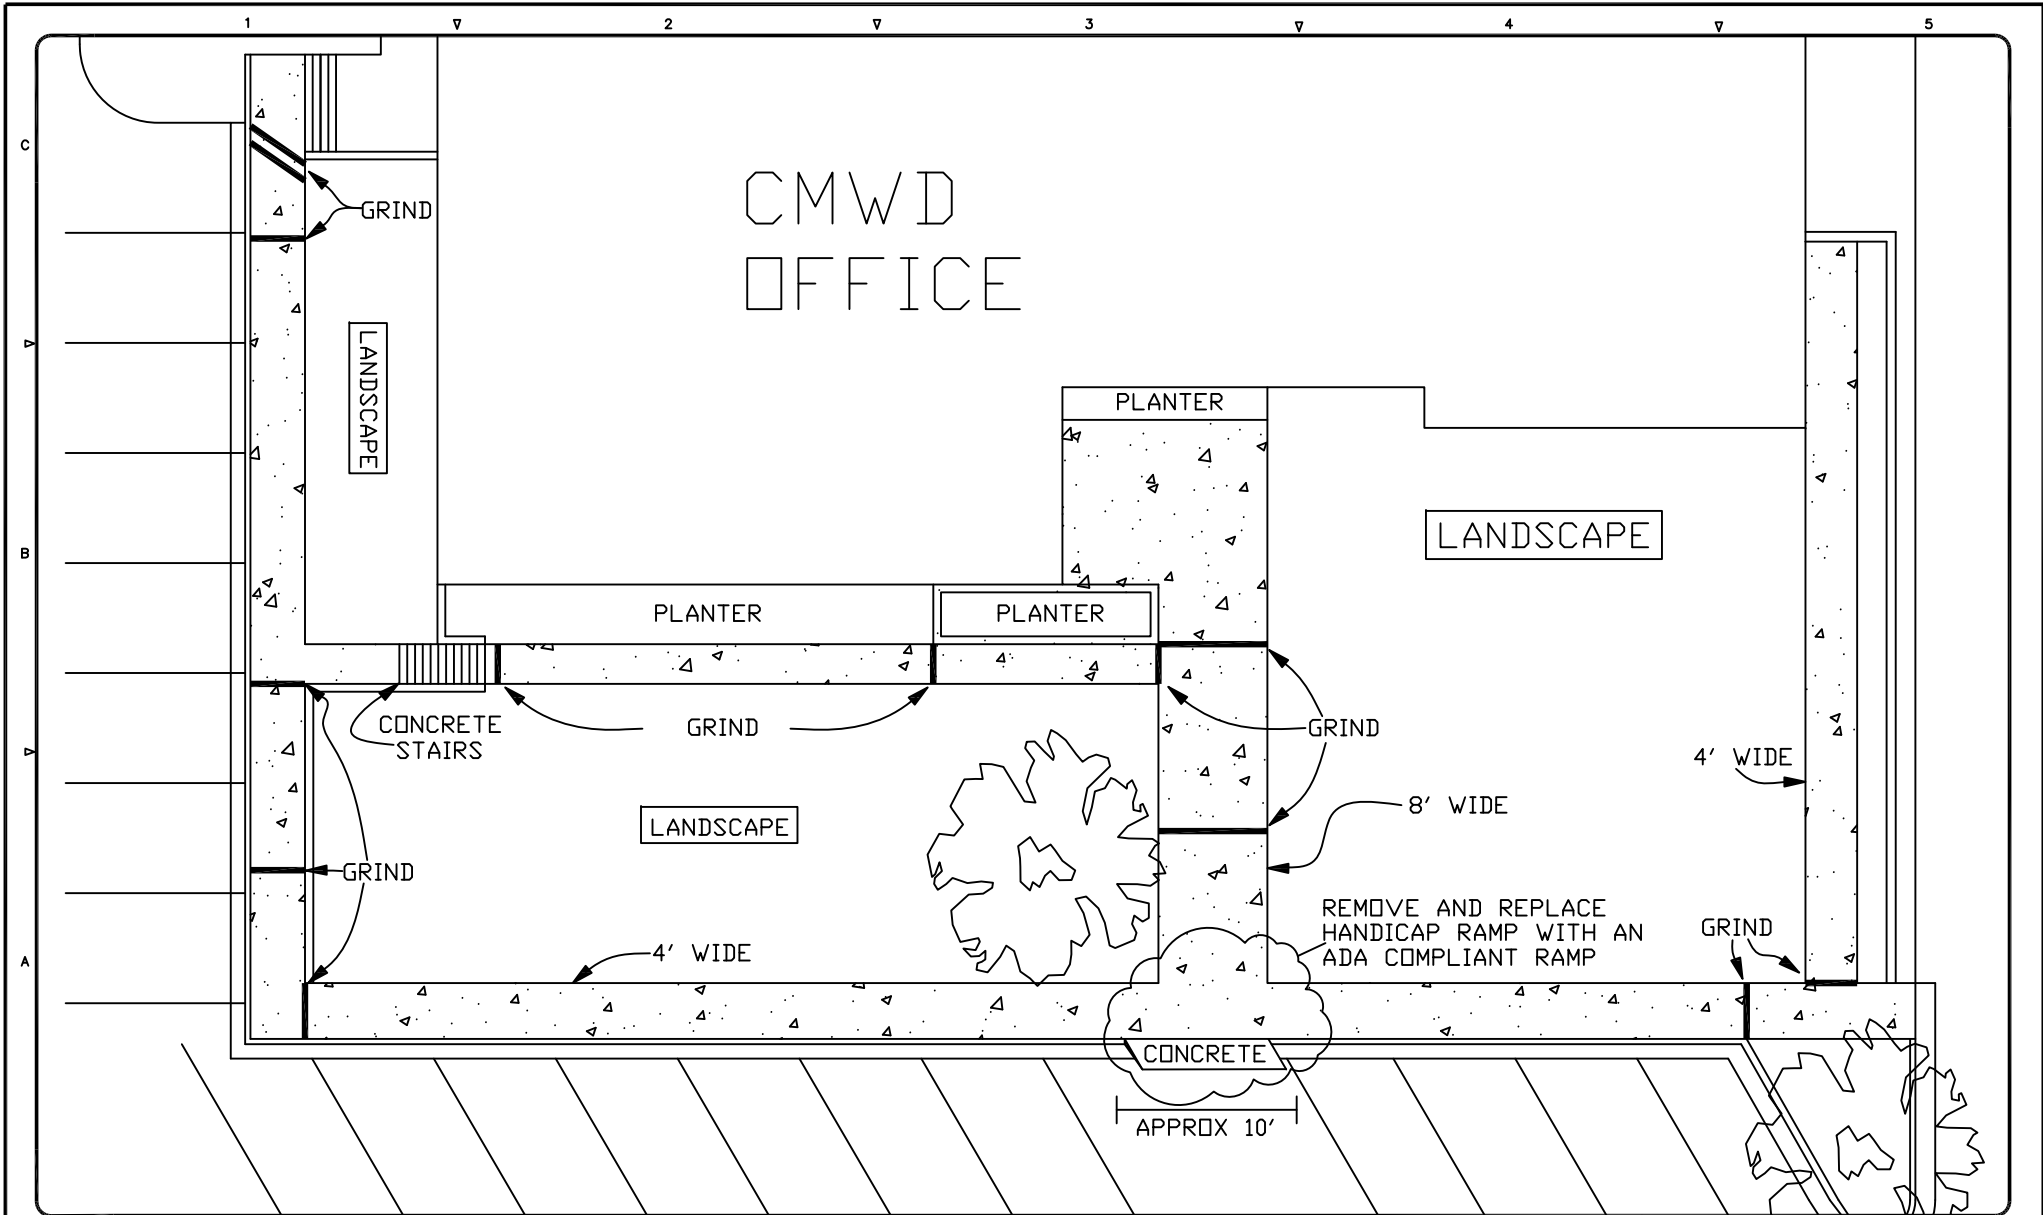 1
2
3
4
5
C
B
A
CMWD
OFFICE
GRIND
LANDSCAPE
PLANTER
LANDSCAPE
PLANTER
PLANTER
CONCRETE
STAIRS
GRIND
GRIND
4' WIDE
8' WIDE
LANDSCAPE
GRIND
REMOVE AND REPLACE
HANDICAP RAMP WITH AN
ADA COMPLIANT RAMP
GRIND
4' WIDE
CONCRETE
APPROX 10'